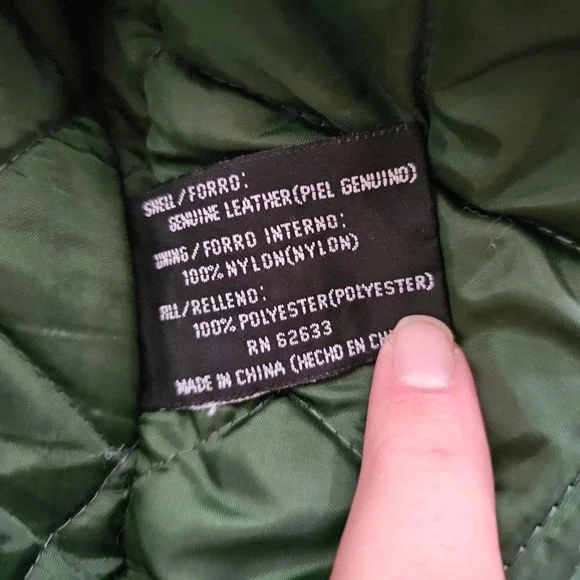 SHELL/FORRO:
GENUINE LEATHER(PIEL GENUINO)
LINING/FORRO INTERNO:
100%NYLON(NYLON)
FILL/RELLENO:
100% POLYESTER(POLYESTER)
RN 62633
MADE IN CHINA (HECHO EN